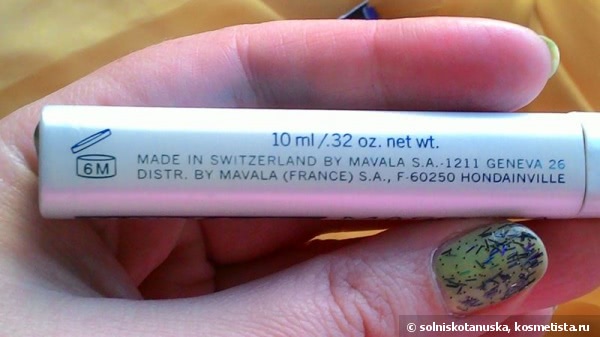 10 ml/.32 oz. net wt.
6M
MADE IN SWITZERLAND BY MAVALA S.A.-1211 GENEVA 26
DISTR. BY MAVALA (FRANCE) S.A., F-60250 HONDAINVILLE
© solniskotanuska, kosmetista.ru